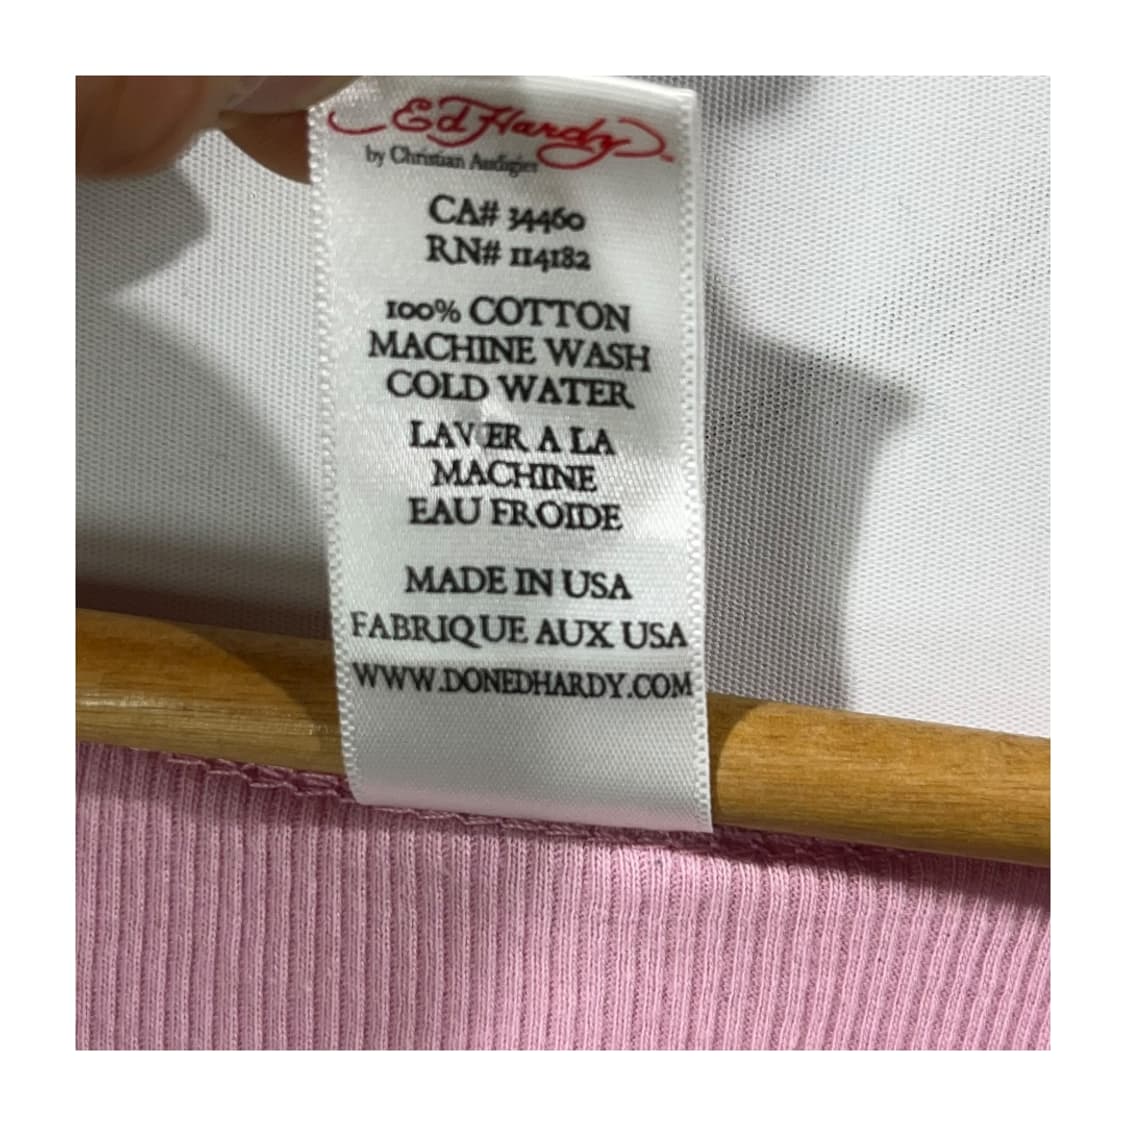 Ed Hardy™
by Christian Audigier
CA# 34460
RN# 114182
100% COTTON
MACHINE WASH
COLD WATER
LAVER A LA
MACHINE
EAU FROIDE
MADE IN USA
FABRIQUE AUX USA
WWW.DONEDHARDY.COM